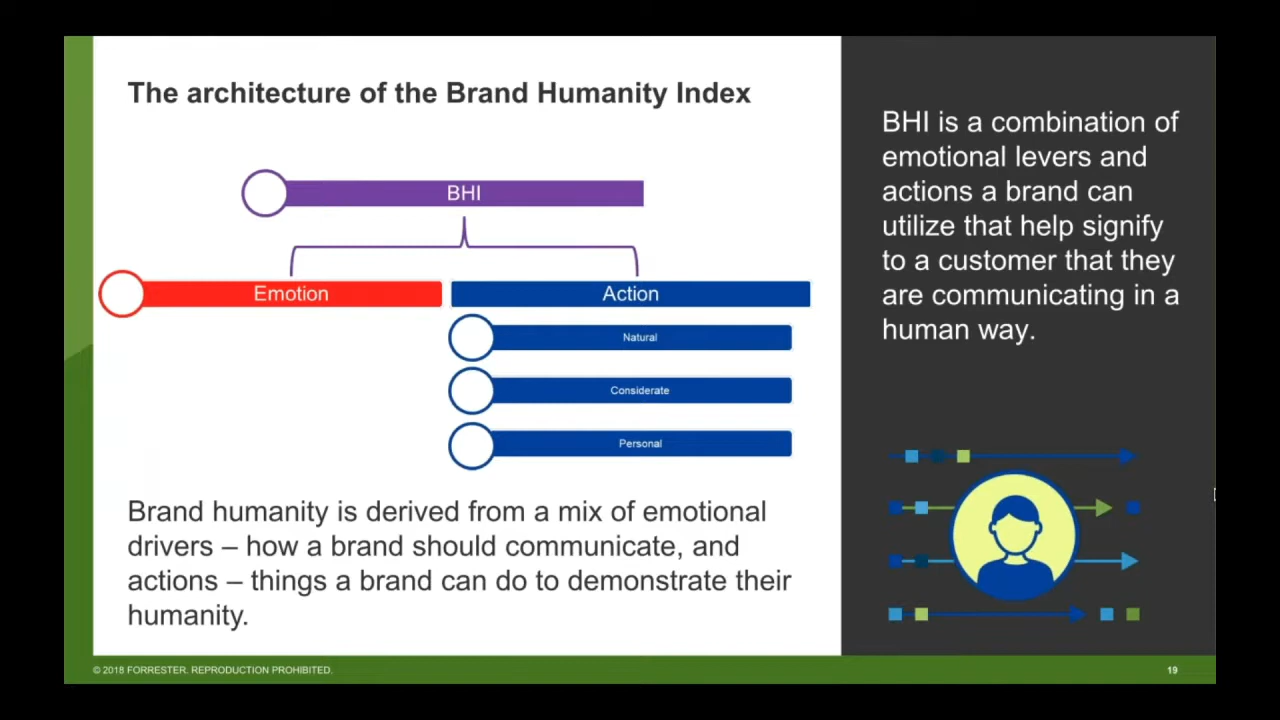 The architecture of the Brand Humanity Index
BHI
Emotion
Action
Natural
Considerate
Personal
Brand humanity is derived from a mix of emotional
drivers – how a brand should communicate, and
actions – things a brand can do to demonstrate their
humanity.
BHI is a combination of
emotional levers and
actions a brand can
utilize that help signify
to a customer that they
are communicating in a
human way.
© 2018 FORRESTER. REPRODUCTION PROHIBITED.
19